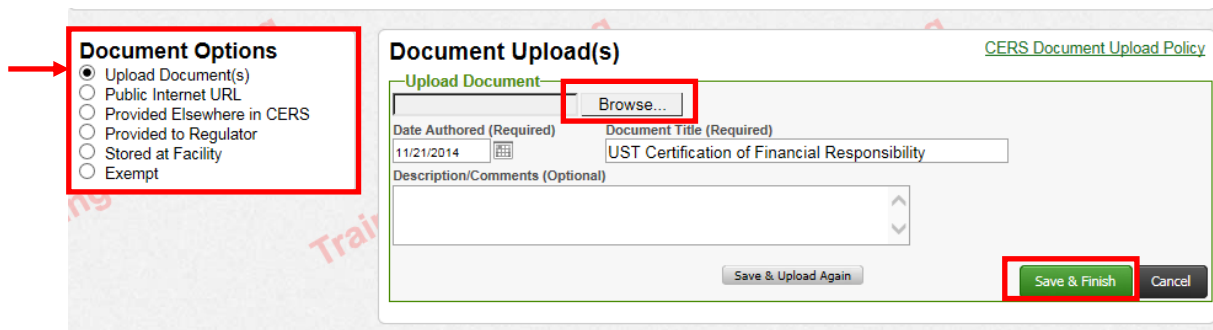 Document Options
Upload Document(s)
Public Internet URL
Provided Elsewhere in CERS
Provided to Regulator
Stored at Facility
Exempt
Document Upload(s)
CERS Document Upload Policy
Upload Document
Browse...
Date Authored (Required)
Document Title (Required)
11/21/2014
UST Certification of Financial Responsibility
Description/Comments (Optional)
Save & Upload Again
Save & Finish
Cancel